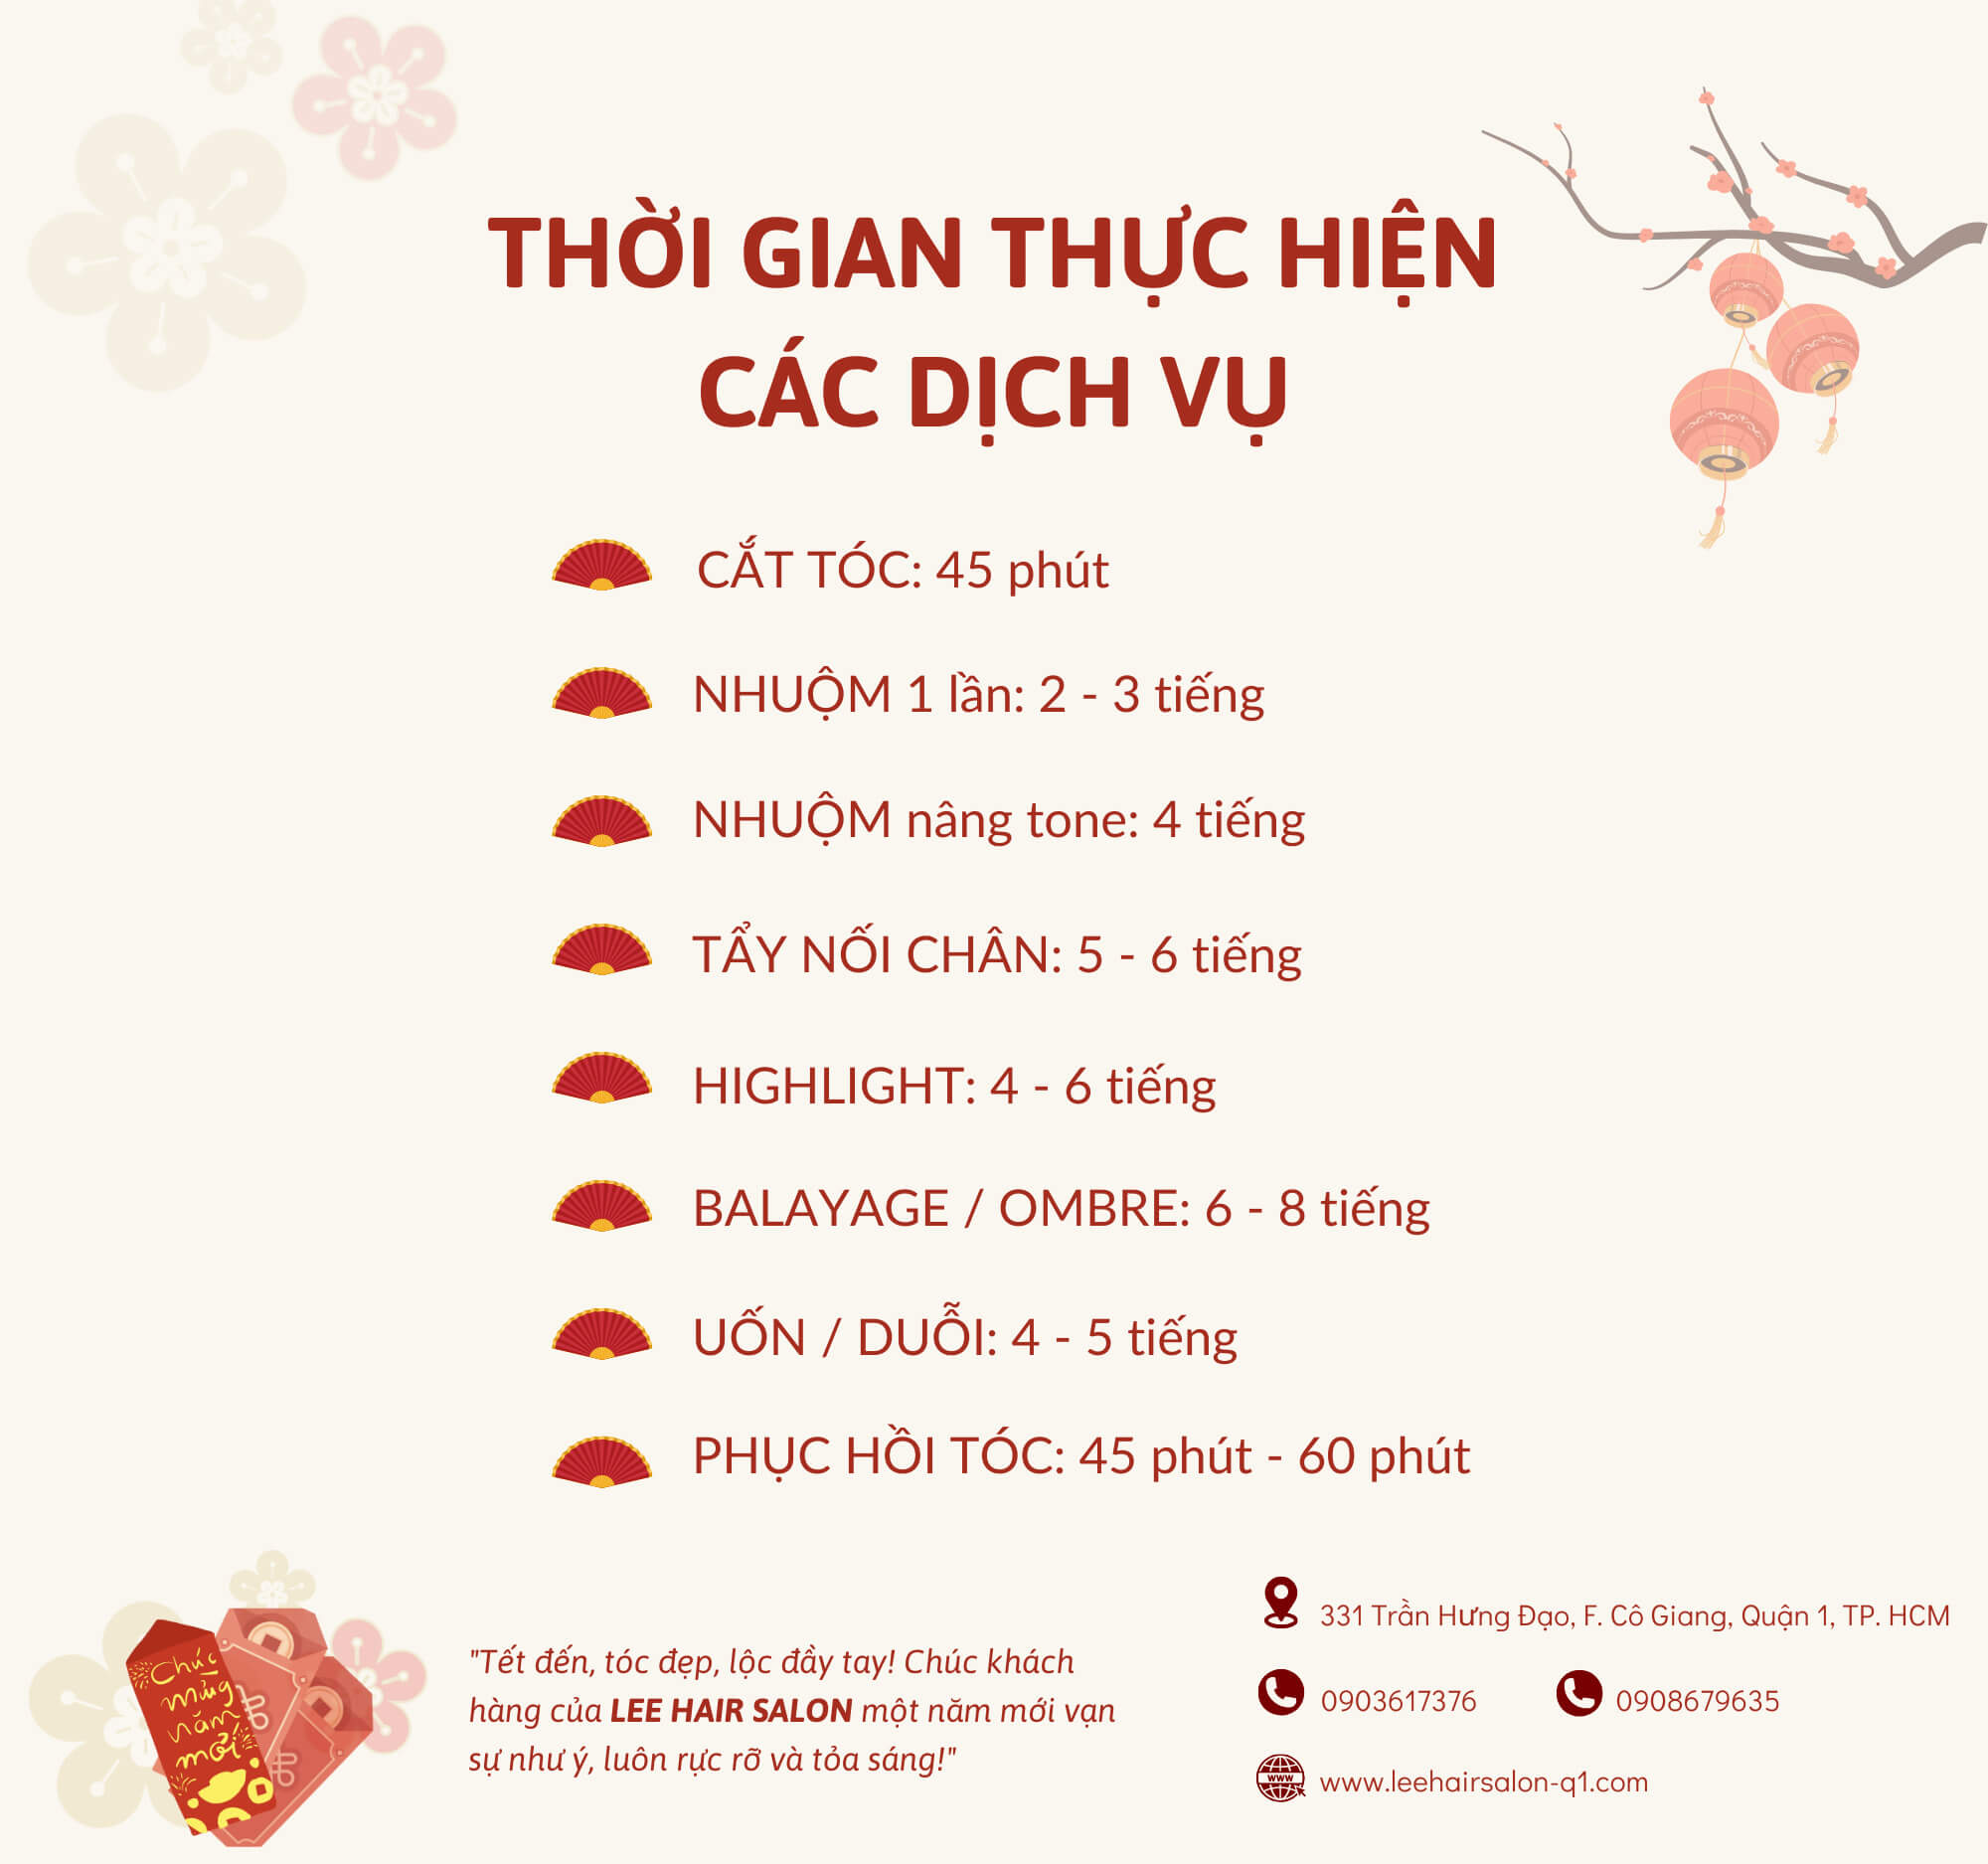 THỜI GIAN THỰC HIỆN
CÁC DỊCH VỤ
CẮT TÓC: 45 phút
NHUỘM 1 lần: 2 - 3 tiếng
NHUỘM nâng tone: 4 tiếng
TẨY NỐI CHÂN: 5 - 6 tiếng
HIGHLIGHT: 4 - 6 tiếng
BALAYAGE / OMBRE: 6 - 8 tiếng
UỐN / DUỖI: 4 - 5 tiếng
PHỤC HỒI TÓC: 45 phút - 60 phút
Chúc
mừng
năm
mới
"Tết đến, tóc đẹp, lộc đầy tay! Chúc khách
hàng của LEE HAIR SALON một năm mới vạn
sự như ý, luôn rực rỡ và tỏa sáng!"
331 Trần Hưng Đạo, F. Cô Giang, Quận 1, TP. HCM
0903617376 0908679635
www
www.leehairsalon-q1.com